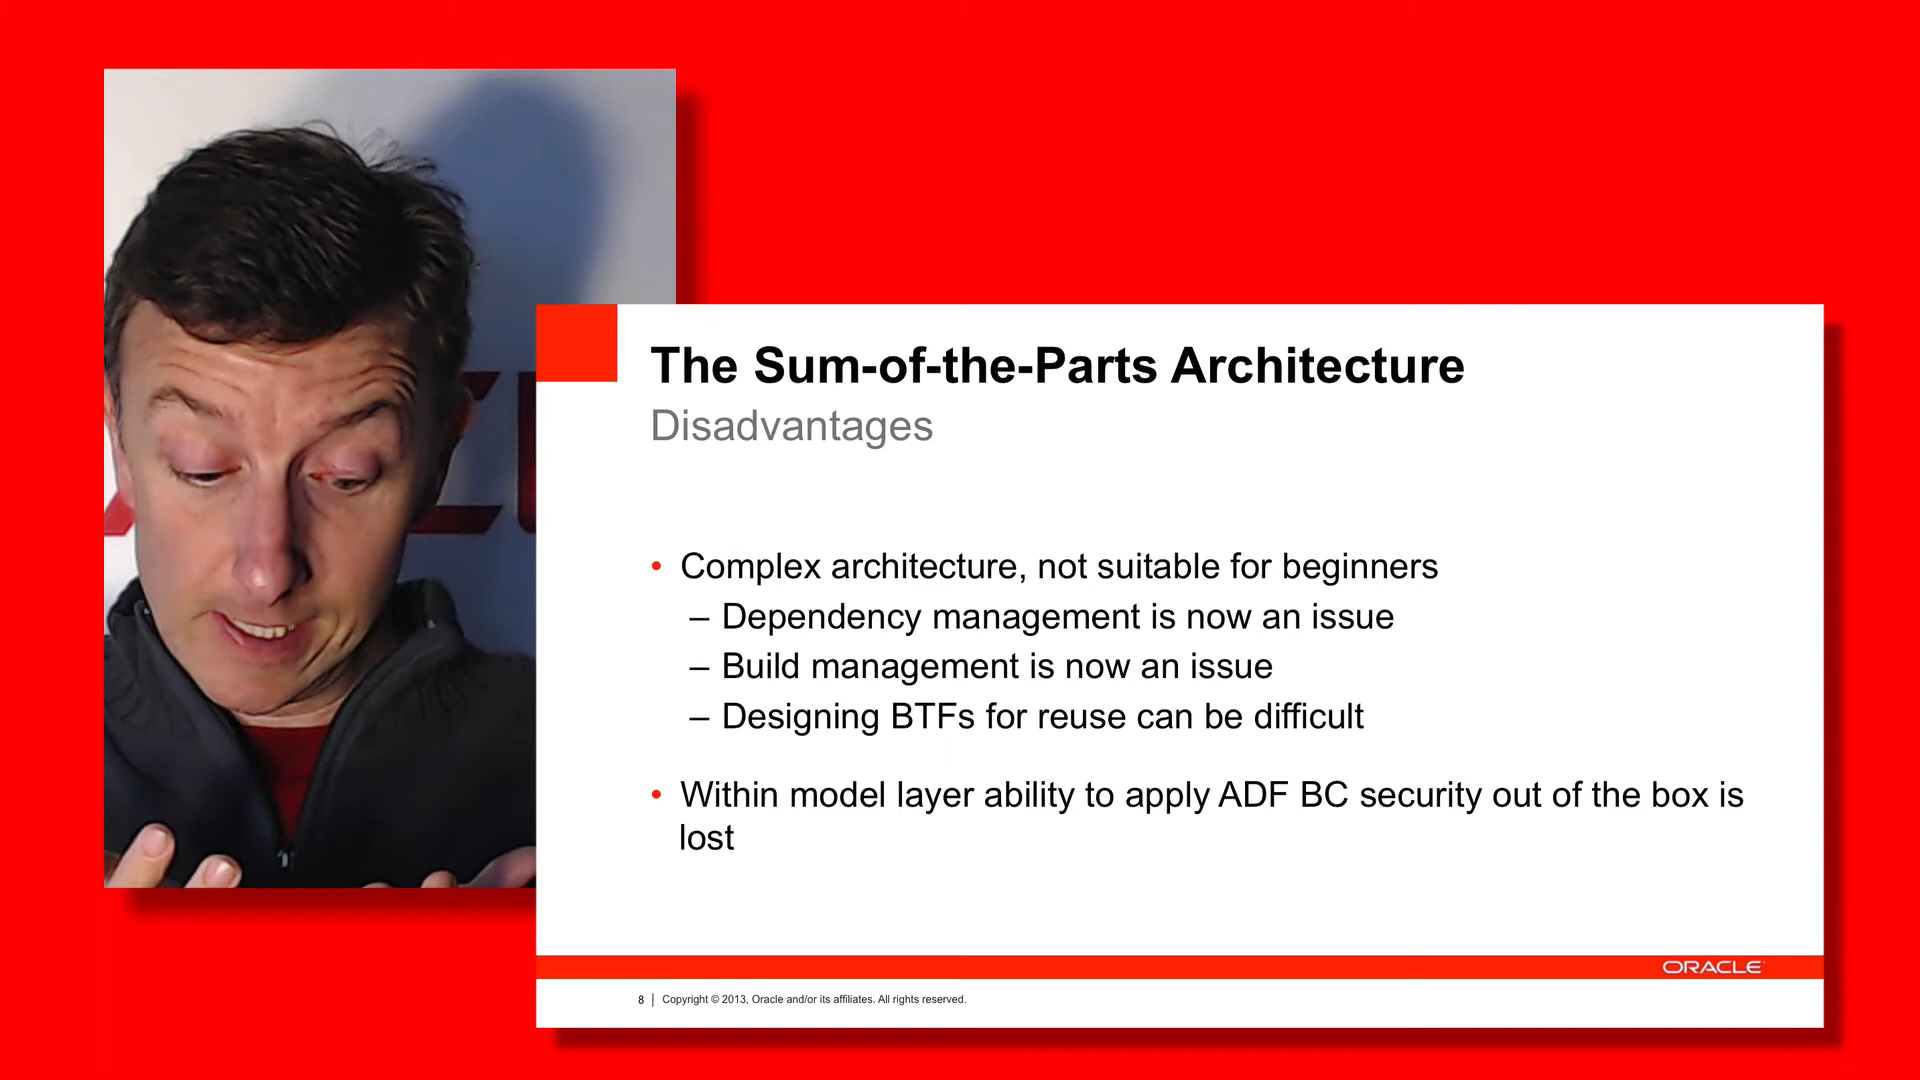 The Sum-of-the-Parts Architecture
Disadvantages
• Complex architecture, not suitable for beginners
– Dependency management is now an issue
– Build management is now an issue
– Designing BTFs for reuse can be difficult
• Within model layer ability to apply ADF BC security out of the box is
lost
ORACLE
8 | Copyright © 2013, Oracle and/or its affiliates. All rights reserved.